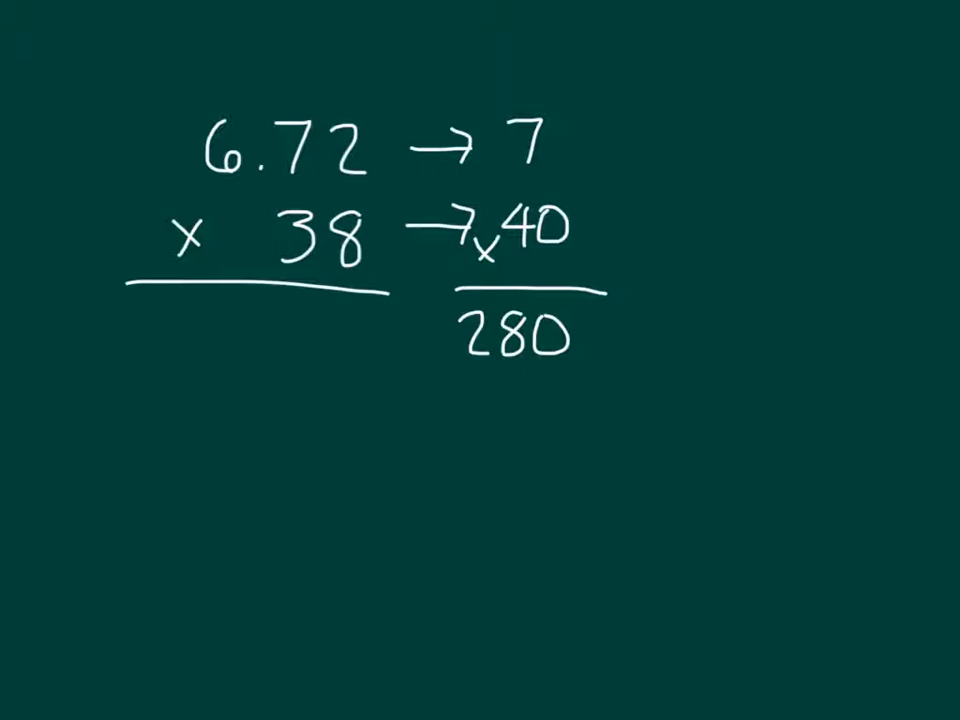 6.72 → 7
x 38 → x 40
280